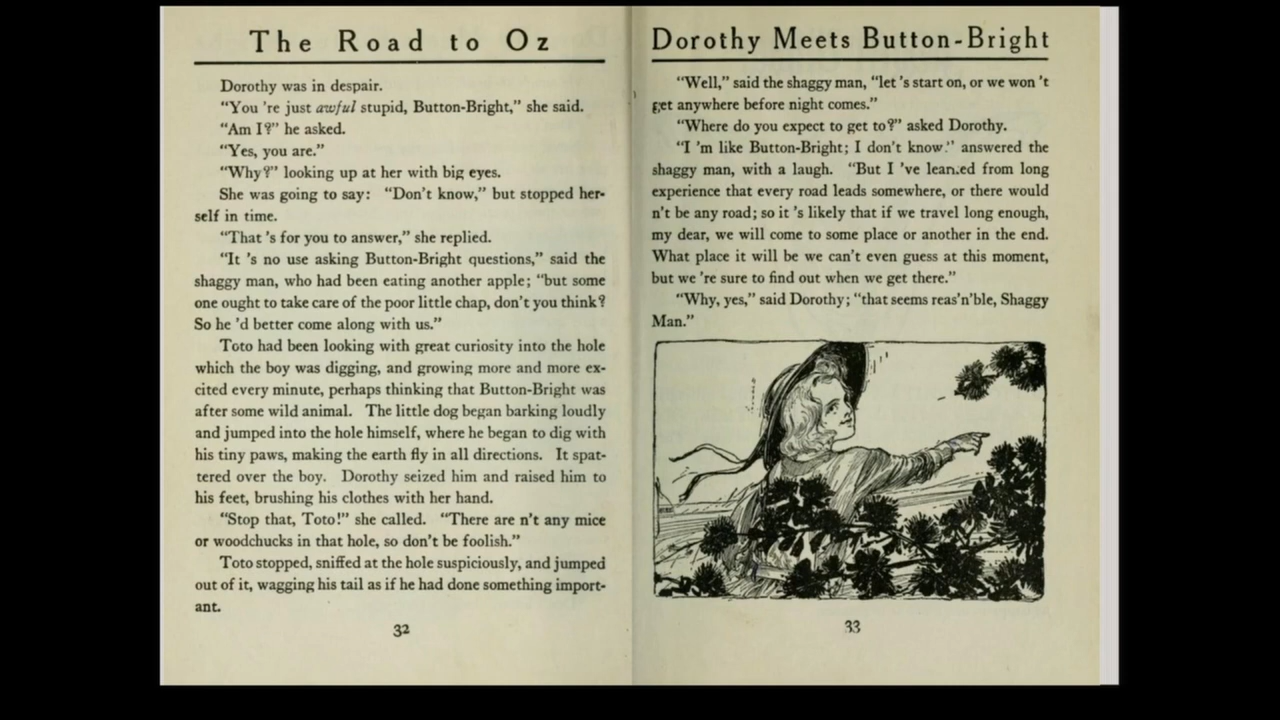 The Road to Oz
Dorothy was in despair.
“You 're just awful stupid, Button-Bright,” she said.
“Am I?” he asked.
“Yes, you are.”
“Why?” looking up at her with big eyes.
She was going to say: “Don't know,” but stopped her-
self in time.
“That 's for you to answer,” she replied.
“It 's no use asking Button-Bright questions,” said the
shaggy man, who had been eating another apple; “but some
one ought to take care of the poor little chap, don't you think?
So he 'd better come along with us.”
Toto had been looking with great curiosity into the hole
which the boy was digging, and growing more and more ex-
cited every minute, perhaps thinking that Button-Bright was
after some wild animal. The little dog began barking loudly
and jumped into the hole himself, where he began to dig with
his tiny paws, making the earth fly in all directions. It spat-
tered over the boy. Dorothy seized him and raised him to
his feet, brushing his clothes with her hand.
“Stop that, Toto!” she called. “There are n't any mice
or woodchucks in that hole, so don't be foolish.”
Toto stopped, sniffed at the hole suspiciously, and jumped
out of it, wagging his tail as if he had done something import-
ant.
32
Dorothy Meets Button-Bright
“Well,” said the shaggy man, “let 's start on, or we won 't
get anywhere before night comes.”
“Where do you expect to get to?” asked Dorothy.
“I 'm like Button-Bright; I don't know.” answered the
shaggy man, with a laugh. “But I 've learned from long
experience that every road leads somewhere, or there would
n't be any road; so it 's likely that if we travel long enough,
my dear, we will come to some place or another in the end.
What place it will be we can't even guess at this moment,
but we 're sure to find out when we get there.”
“Why, yes,” said Dorothy; “that seems reas'n'ble, Shaggy
Man.”
33